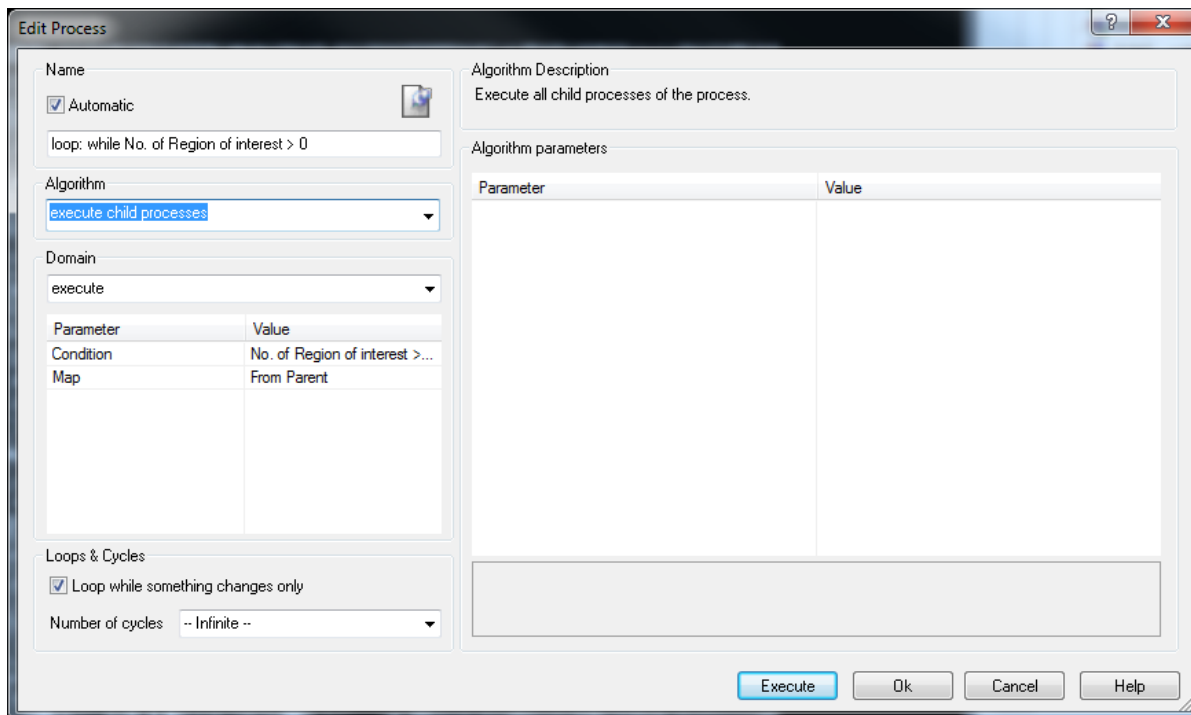 Edit Process
Name
Automatic
loop: while No. of Region of interest > 0
Algorithm
execute child processes
Domain
execute
Parameter Value
Condition No. of Region of interest >...
Map From Parent
Loops & Cycles
Loop while something changes only
Number of cycles -- Infinite --
Algorithm Description
Execute all child processes of the process.
Algorithm parameters
Parameter Value
Execute Ok Cancel Help